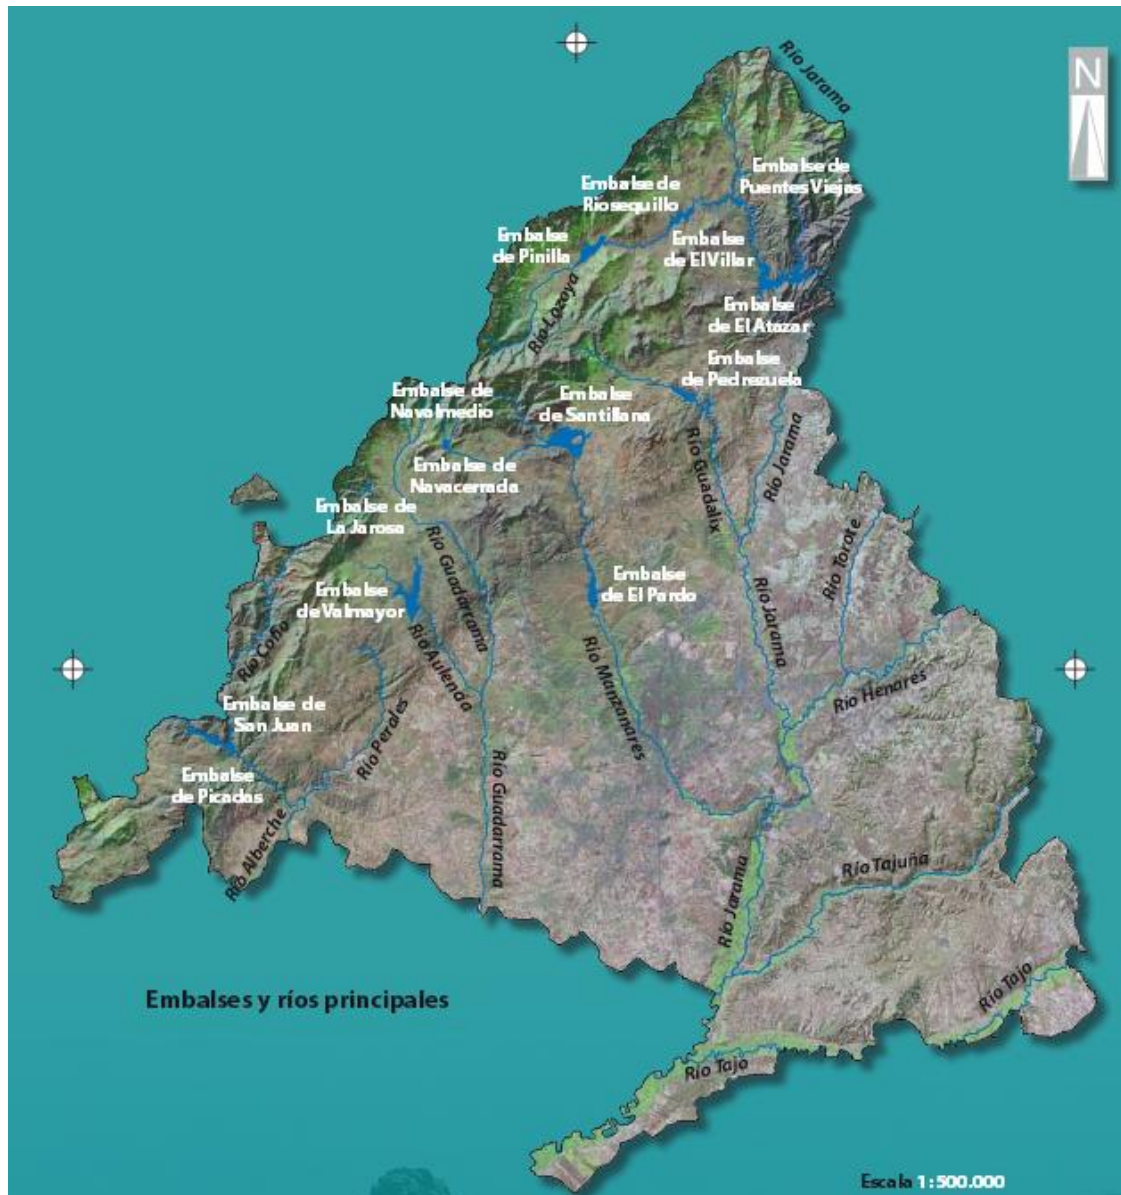 N
Río Jarama
Embalse de
Puentes Viejas
Embalse de
Riosequillo
Embalse
de Pinilla
Embalse
de El Villar
Río Lozoya
Embalse
de El Atazar
Embalse
de Pedrezuela
Embalse de
Navalmedio
Embalse
de Santillana
Río Guadalix
Río Jarama
Embalse de
Navacerrada
Embalse de
La Jarosa
Río Torote
Río Guadarrama
Embalse
de Valmayor
Embalse
de El Pardo
Río Jarama
Río Cofio
Río Aulencia
Río Manzanares
Río Henares
Embalse de
San Juan
Río Perales
Embalse
de Picadas
Río Guadarrama
Río Alberche
Río Tajuña
Río Jarama
Río Tajo
Embalses y ríos principales
Río Tajo
Escala 1:500.000